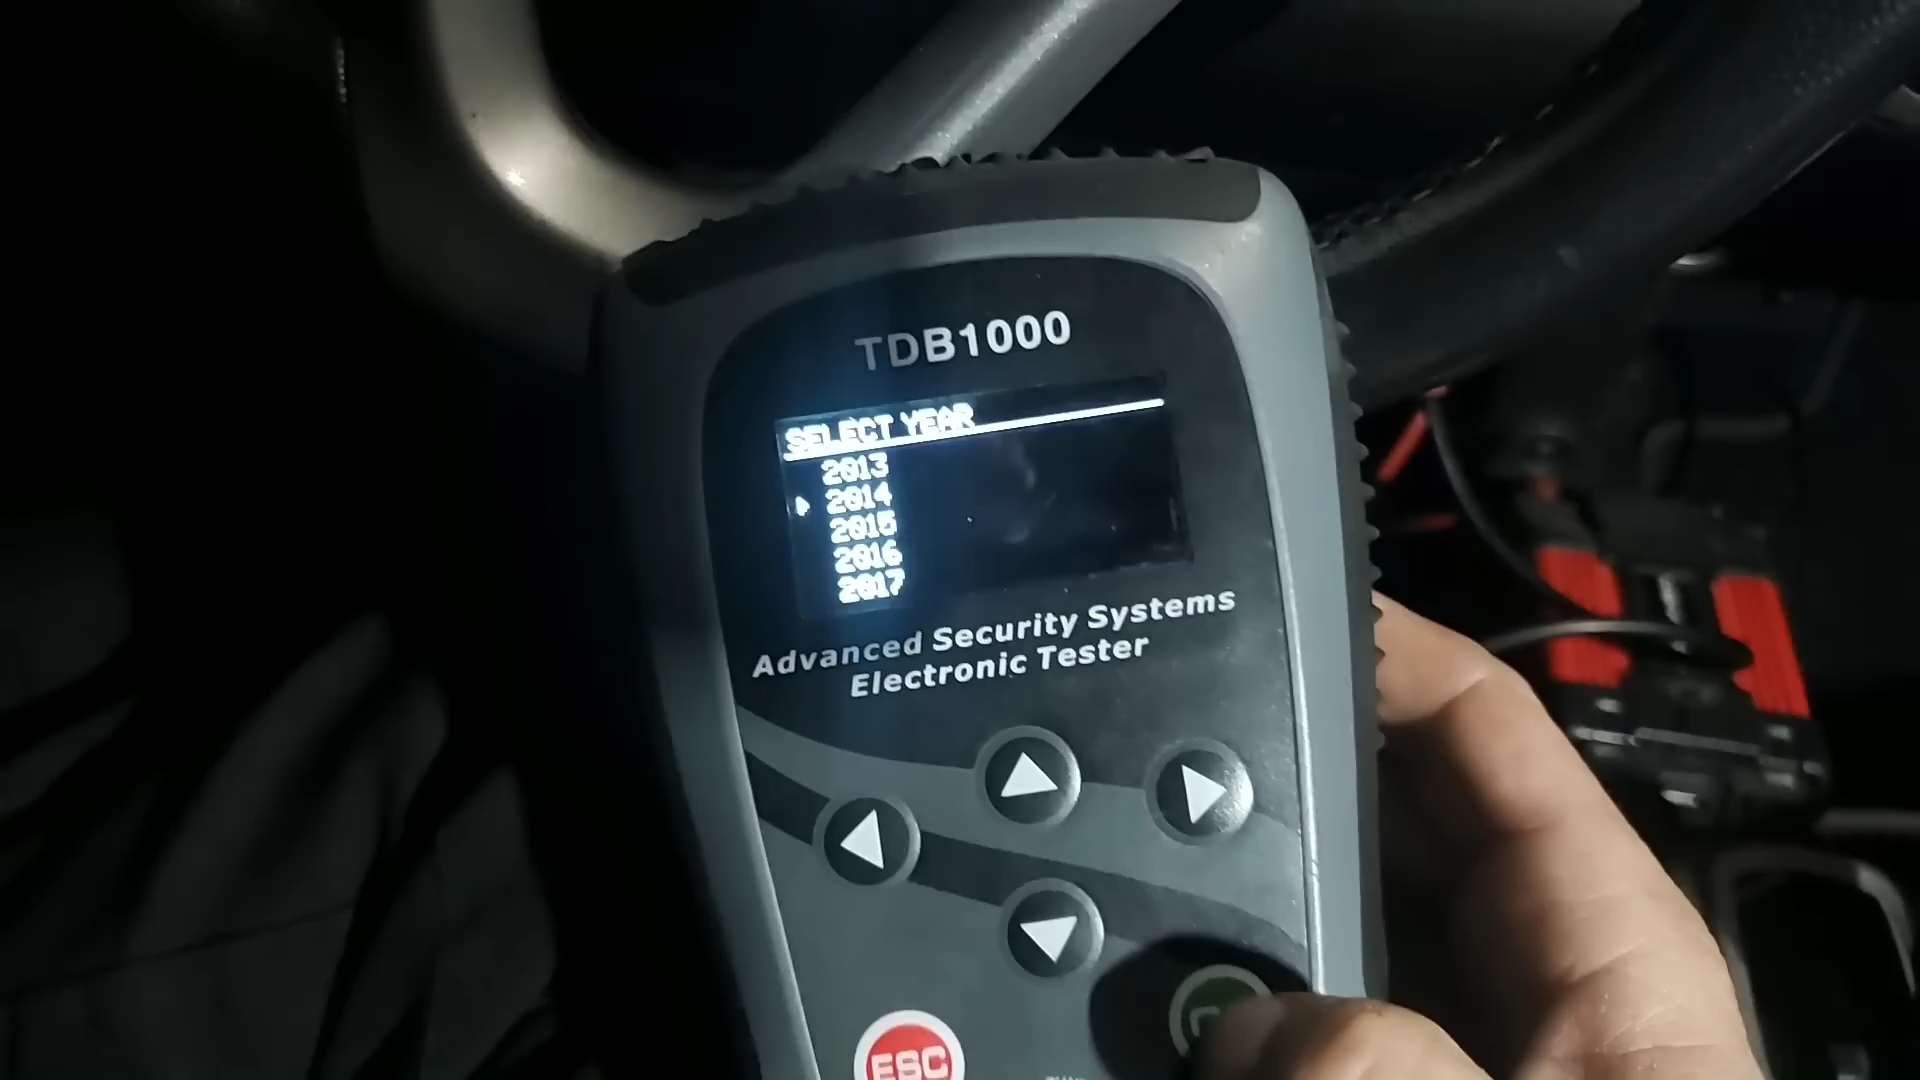 TDB1000
SELECT YEAR
2013
2014
2015
2016
2017
Advanced Security Systems
Electronic Tester
ESC